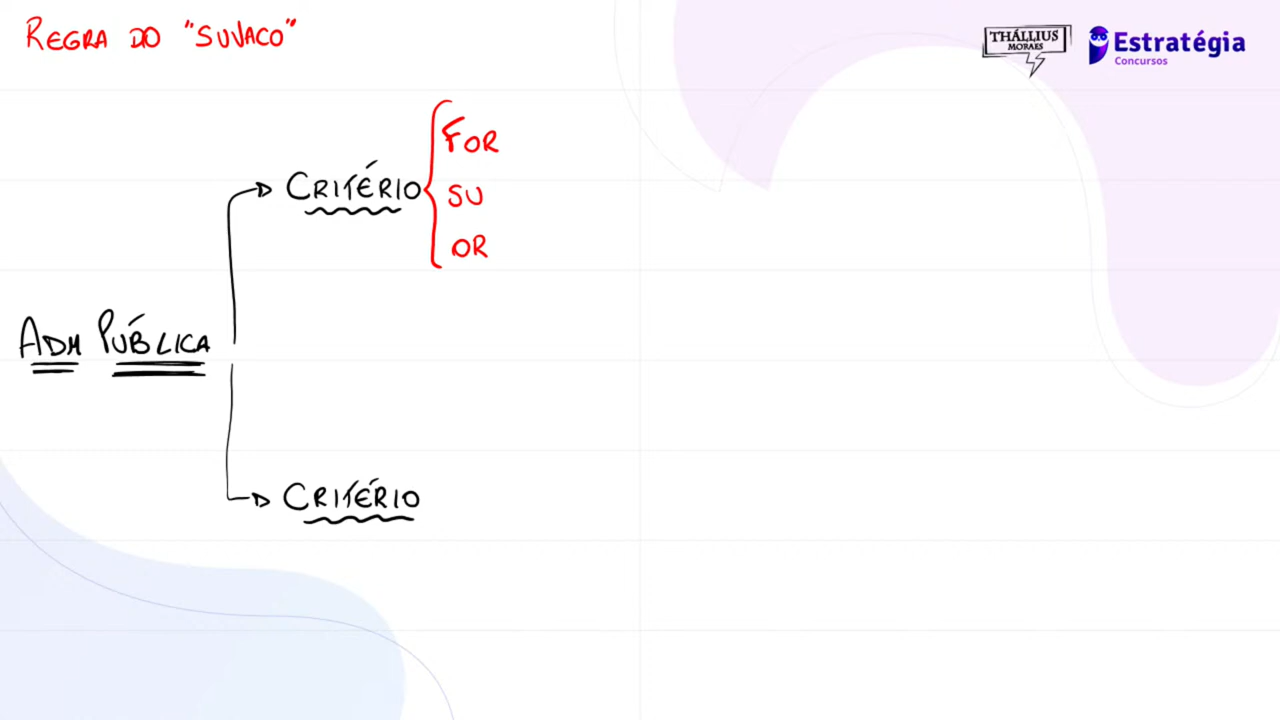 REGRA DO "SUVACO"
THÁLLIUS
MORAES
Estratégia
Concursos
FOR
CRITÉRIO
SU
OR
ADM PÚBLICA
CRITÉRIO